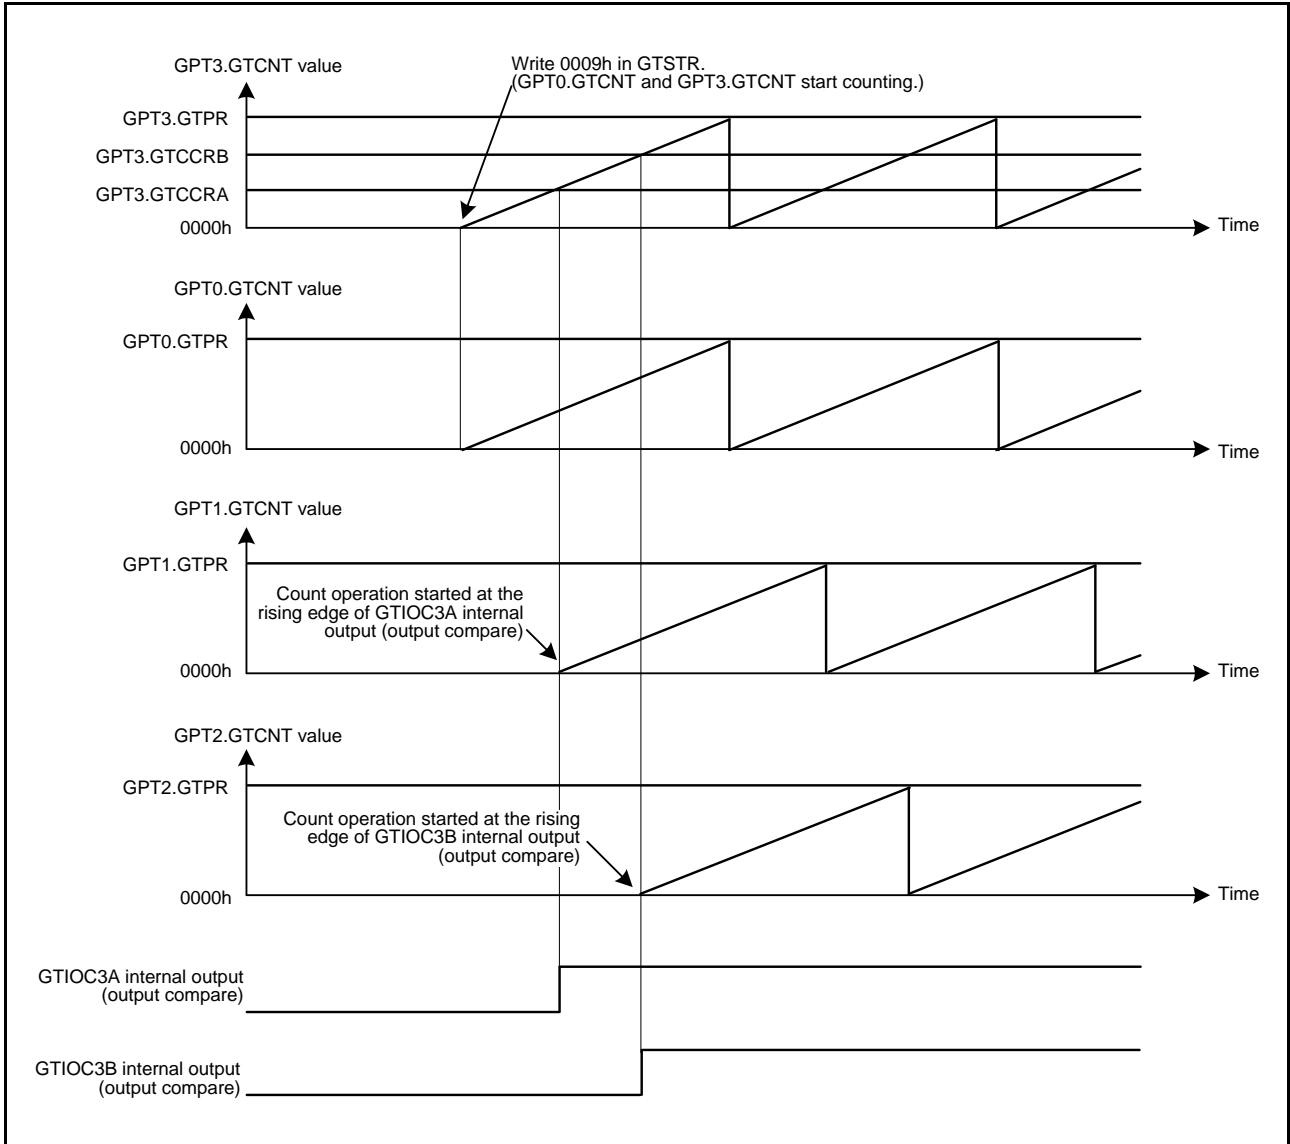 GPT3.GTCNT value
Write 0009h in GTSTR.
(GPT0.GTCNT and GPT3.GTCNT start counting.)
GPT3.GTPR
GPT3.GTCCRB
GPT3.GTCCRA
0000h
Time
GPT0.GTCNT value
GPT0.GTPR
0000h
Time
GPT1.GTCNT value
GPT1.GTPR
Count operation started at the
rising edge of GTIOC3A internal
output (output compare)
0000h
Time
GPT2.GTCNT value
GPT2.GTPR
Count operation started at the rising
edge of GTIOC3B internal output
(output compare)
0000h
Time
GTIOC3A internal output
(output compare)
GTIOC3B internal output
(output compare)